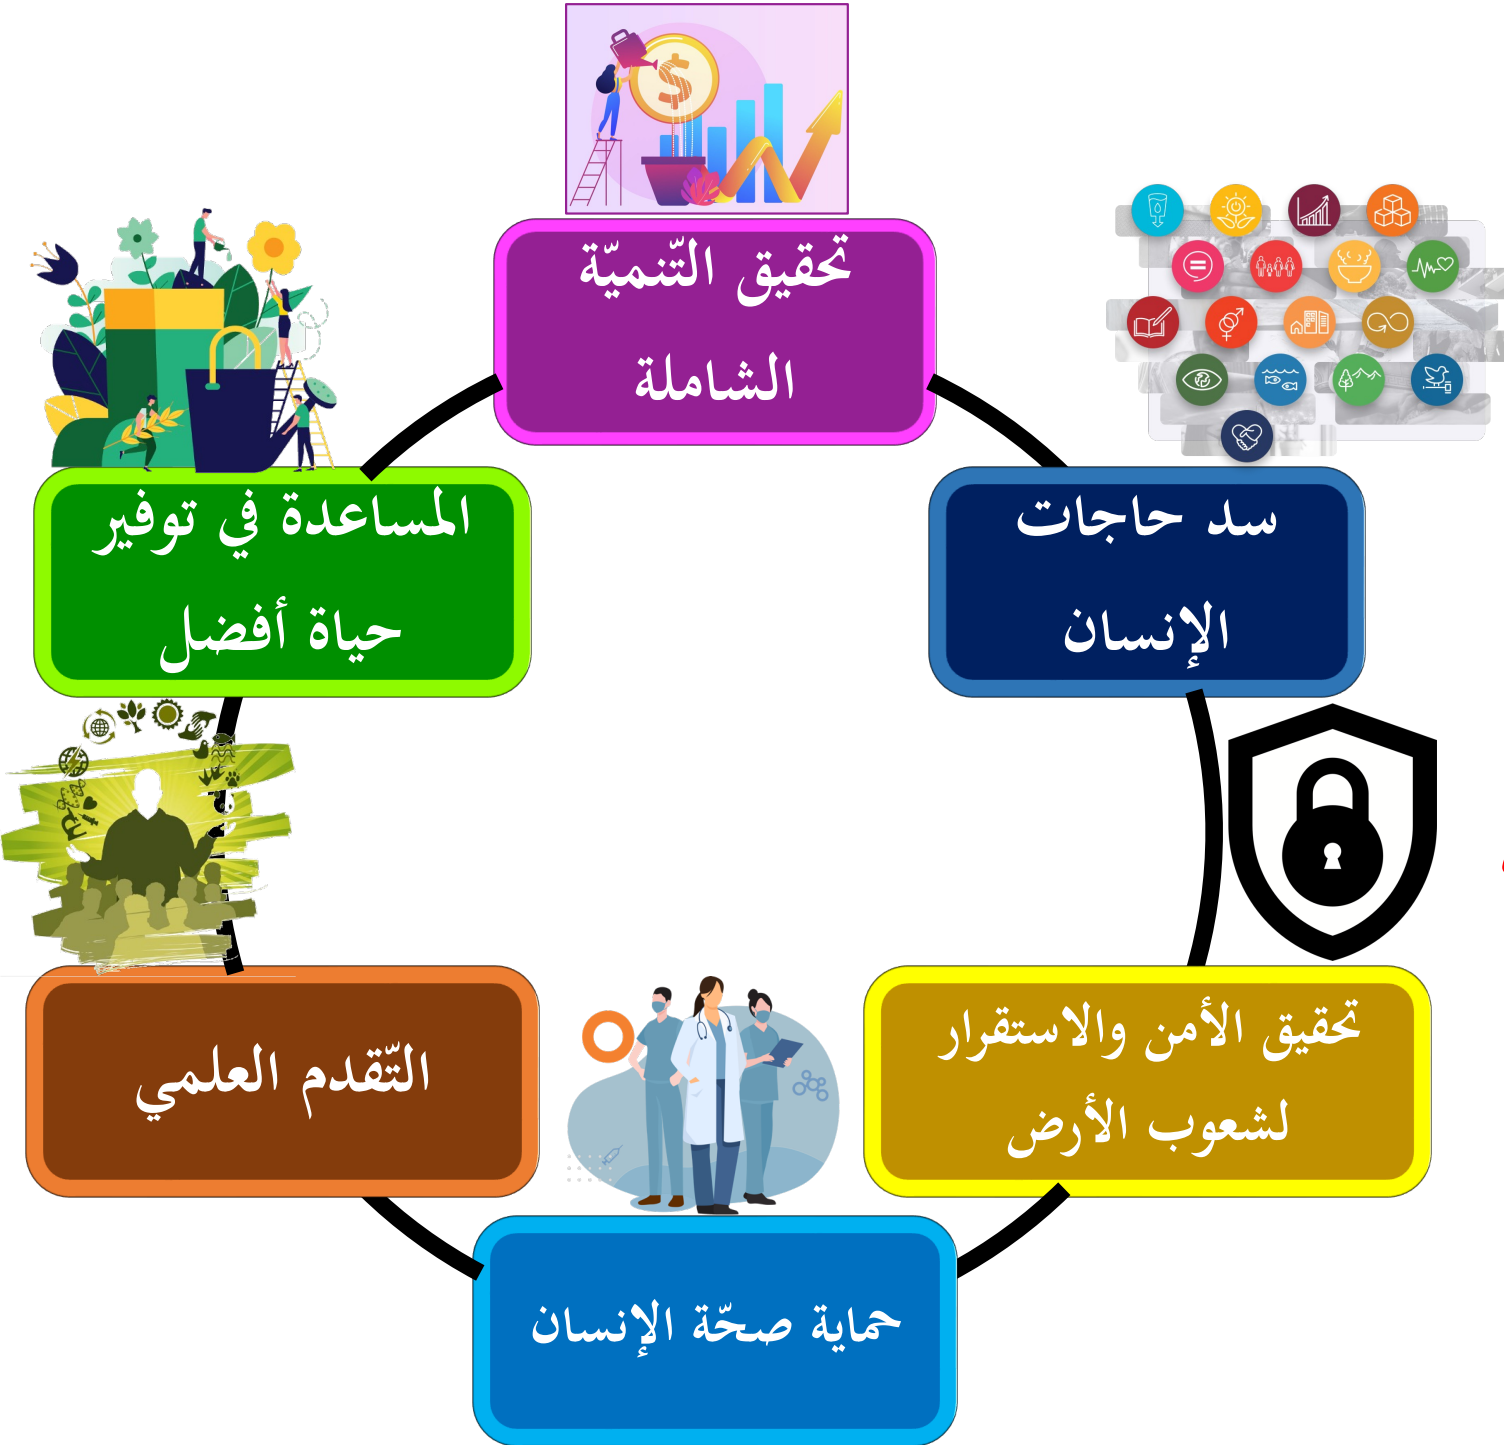 تحقيق التّنميّة
الشاملة
سد حاجات
الإنسان
تحقيق الأمن والاستقرار
لشعوب الأرض
حماية صحّة الإنسان
التّقدم العلمي
المساعدة في توفير
حياة أفضل